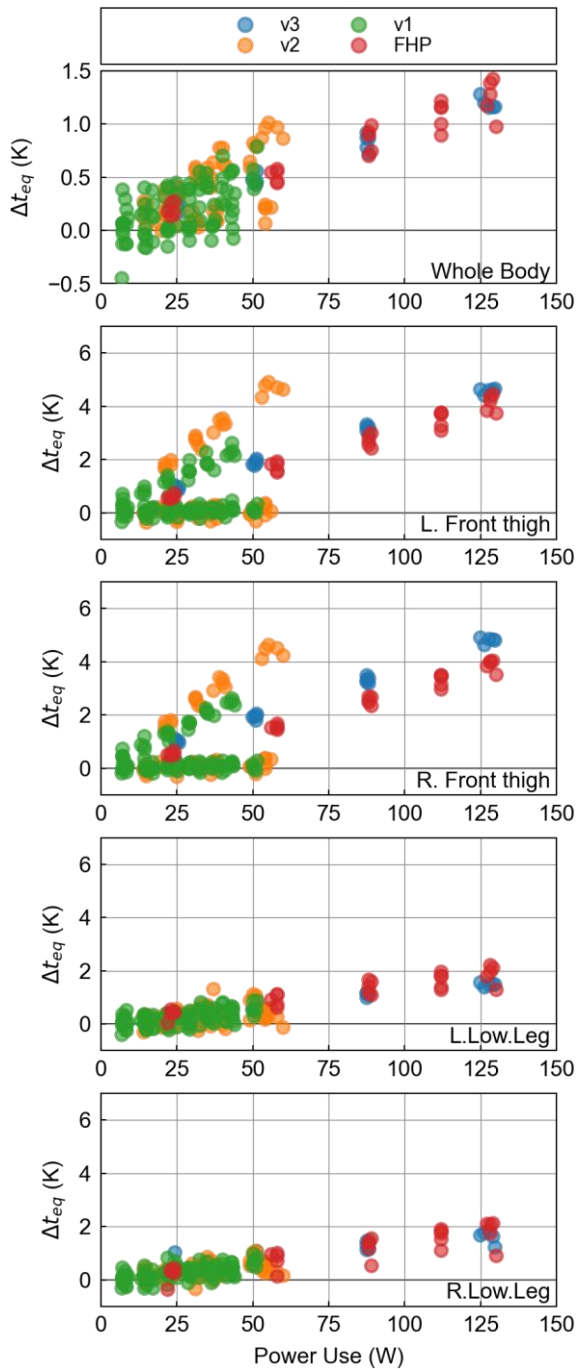 v3 v1
v2 FHP
1.5
1.0
0.5
0.0
−0.5
Δt_eq (K)
Whole Body
0 25 50 75 100 125 150
6
4
2
0
Δt_eq (K)
L. Front thigh
0 25 50 75 100 125 150
6
4
2
0
Δt_eq (K)
R. Front thigh
0 25 50 75 100 125 150
6
4
2
0
Δt_eq (K)
L.Low.Leg
0 25 50 75 100 125 150
6
4
2
0
Δt_eq (K)
R.Low.Leg
0 25 50 75 100 125 150
Power Use (W)